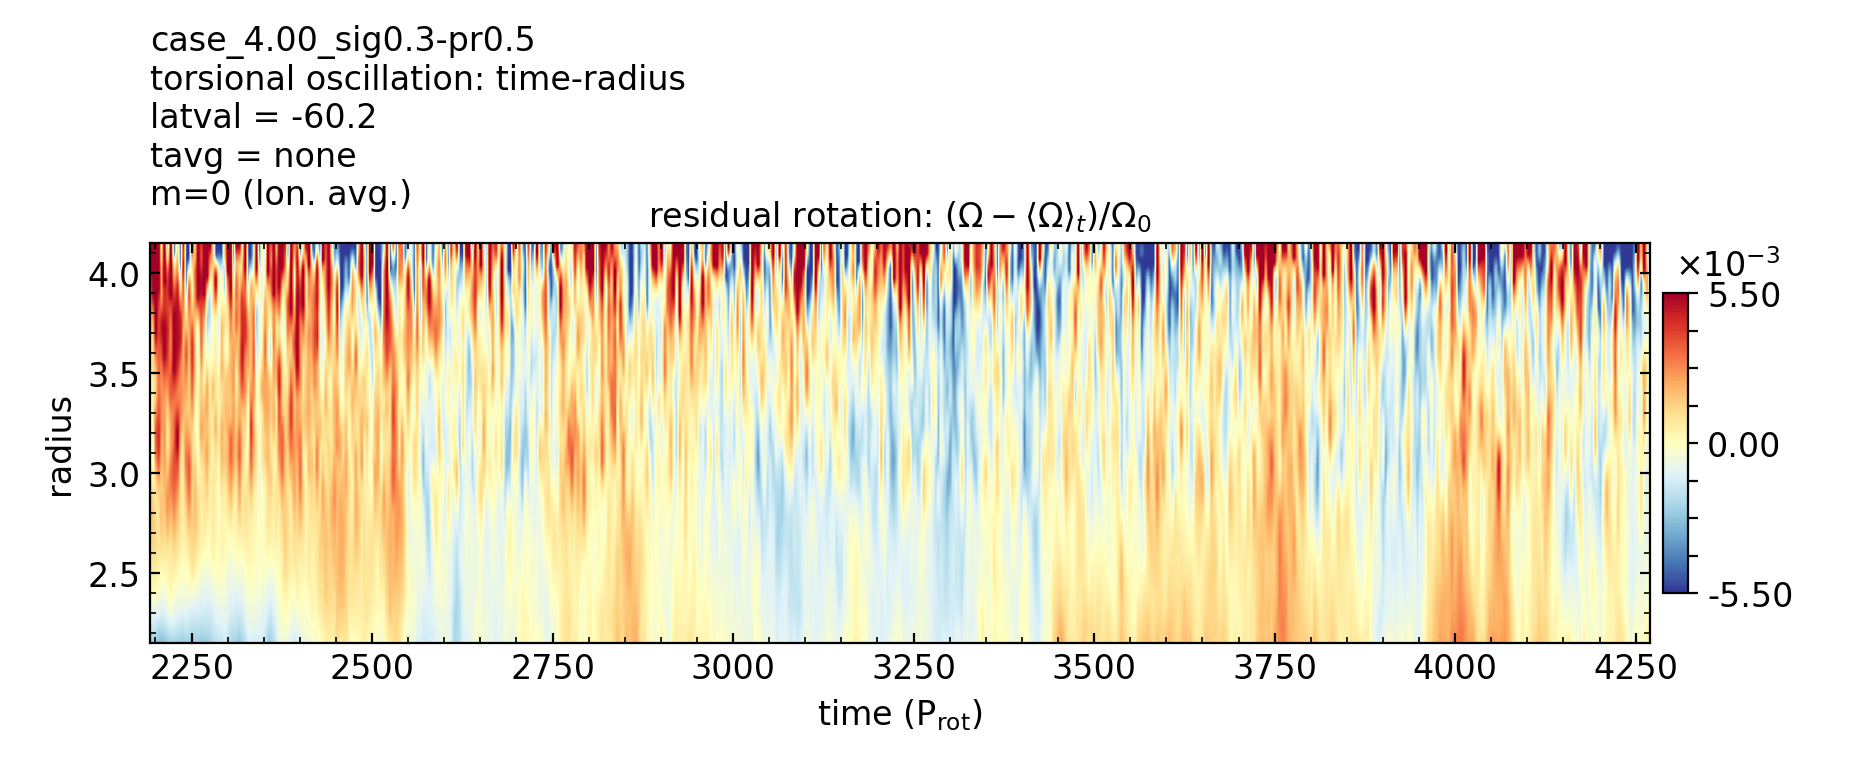 case_4.00_sig0.3-pr0.5
torsional oscillation: time-radius
latval = -60.2
tavg = none
m=0 (lon. avg.)
residual rotation: (Ω − ⟨Ω⟩ₜ)/Ω₀
×10⁻³
5.50
0.00
-5.50
radius
4.0
3.5
3.0
2.5
2250 2500 2750 3000 3250 3500 3750 4000 4250
time (P_rot)